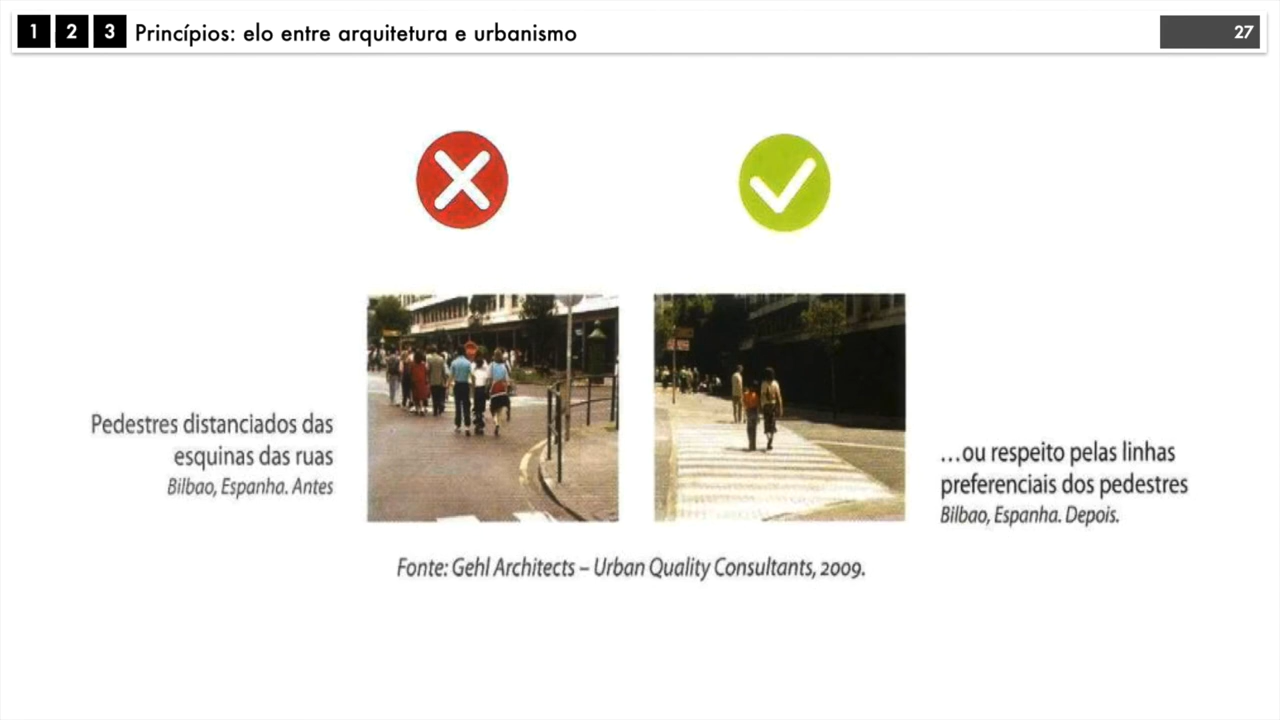 1 2 3 Princípios: elo entre arquitetura e urbanismo
27
Pedestres distanciados das
esquinas das ruas
Bilbao, Espanha. Antes
...ou respeito pelas linhas
preferenciais dos pedestres
Bilbao, Espanha. Depois.
Fonte: Gehl Architects – Urban Quality Consultants, 2009.